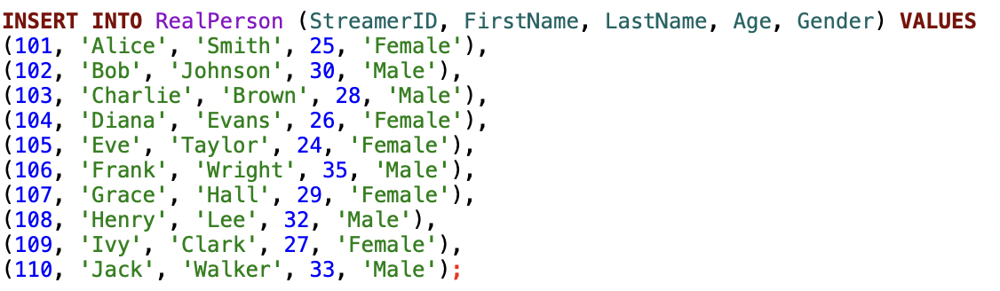 INSERT INTO RealPerson (StreamerID, FirstName, LastName, Age, Gender) VALUES
(101, 'Alice', 'Smith', 25, 'Female'),
(102, 'Bob', 'Johnson', 30, 'Male'),
(103, 'Charlie', 'Brown', 28, 'Male'),
(104, 'Diana', 'Evans', 26, 'Female'),
(105, 'Eve', 'Taylor', 24, 'Female'),
(106, 'Frank', 'Wright', 35, 'Male'),
(107, 'Grace', 'Hall', 29, 'Female'),
(108, 'Henry', 'Lee', 32, 'Male'),
(109, 'Ivy', 'Clark', 27, 'Female'),
(110, 'Jack', 'Walker', 33, 'Male');